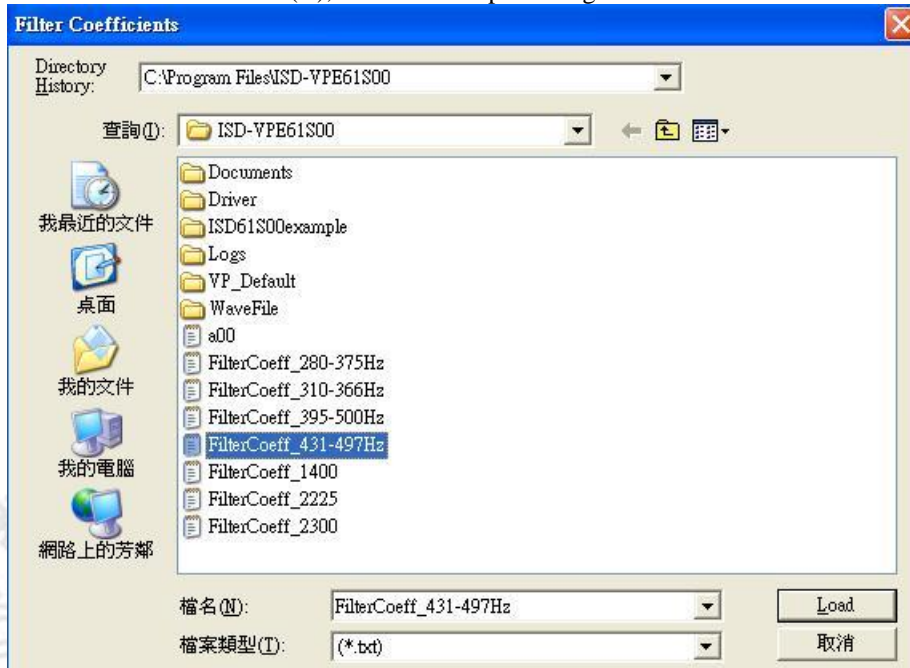 Filter Coefficients
Directory History: C:\Program Files\ISD-VPE61S00
查詢(I): ISD-VPE61S00
Documents
Driver
ISD61S00example
Logs
VP_Default
WaveFile
a00
FilterCoeff_280-375Hz
FilterCoeff_310-366Hz
FilterCoeff_395-500Hz
FilterCoeff_431-497Hz
FilterCoeff_1400
FilterCoeff_2225
FilterCoeff_2300
我最近的文件
桌面
我的文件
我的電腦
網路上的芳鄰
檔名(N): FilterCoeff_431-497Hz Load
檔案類型(T): (*.txt) 取消